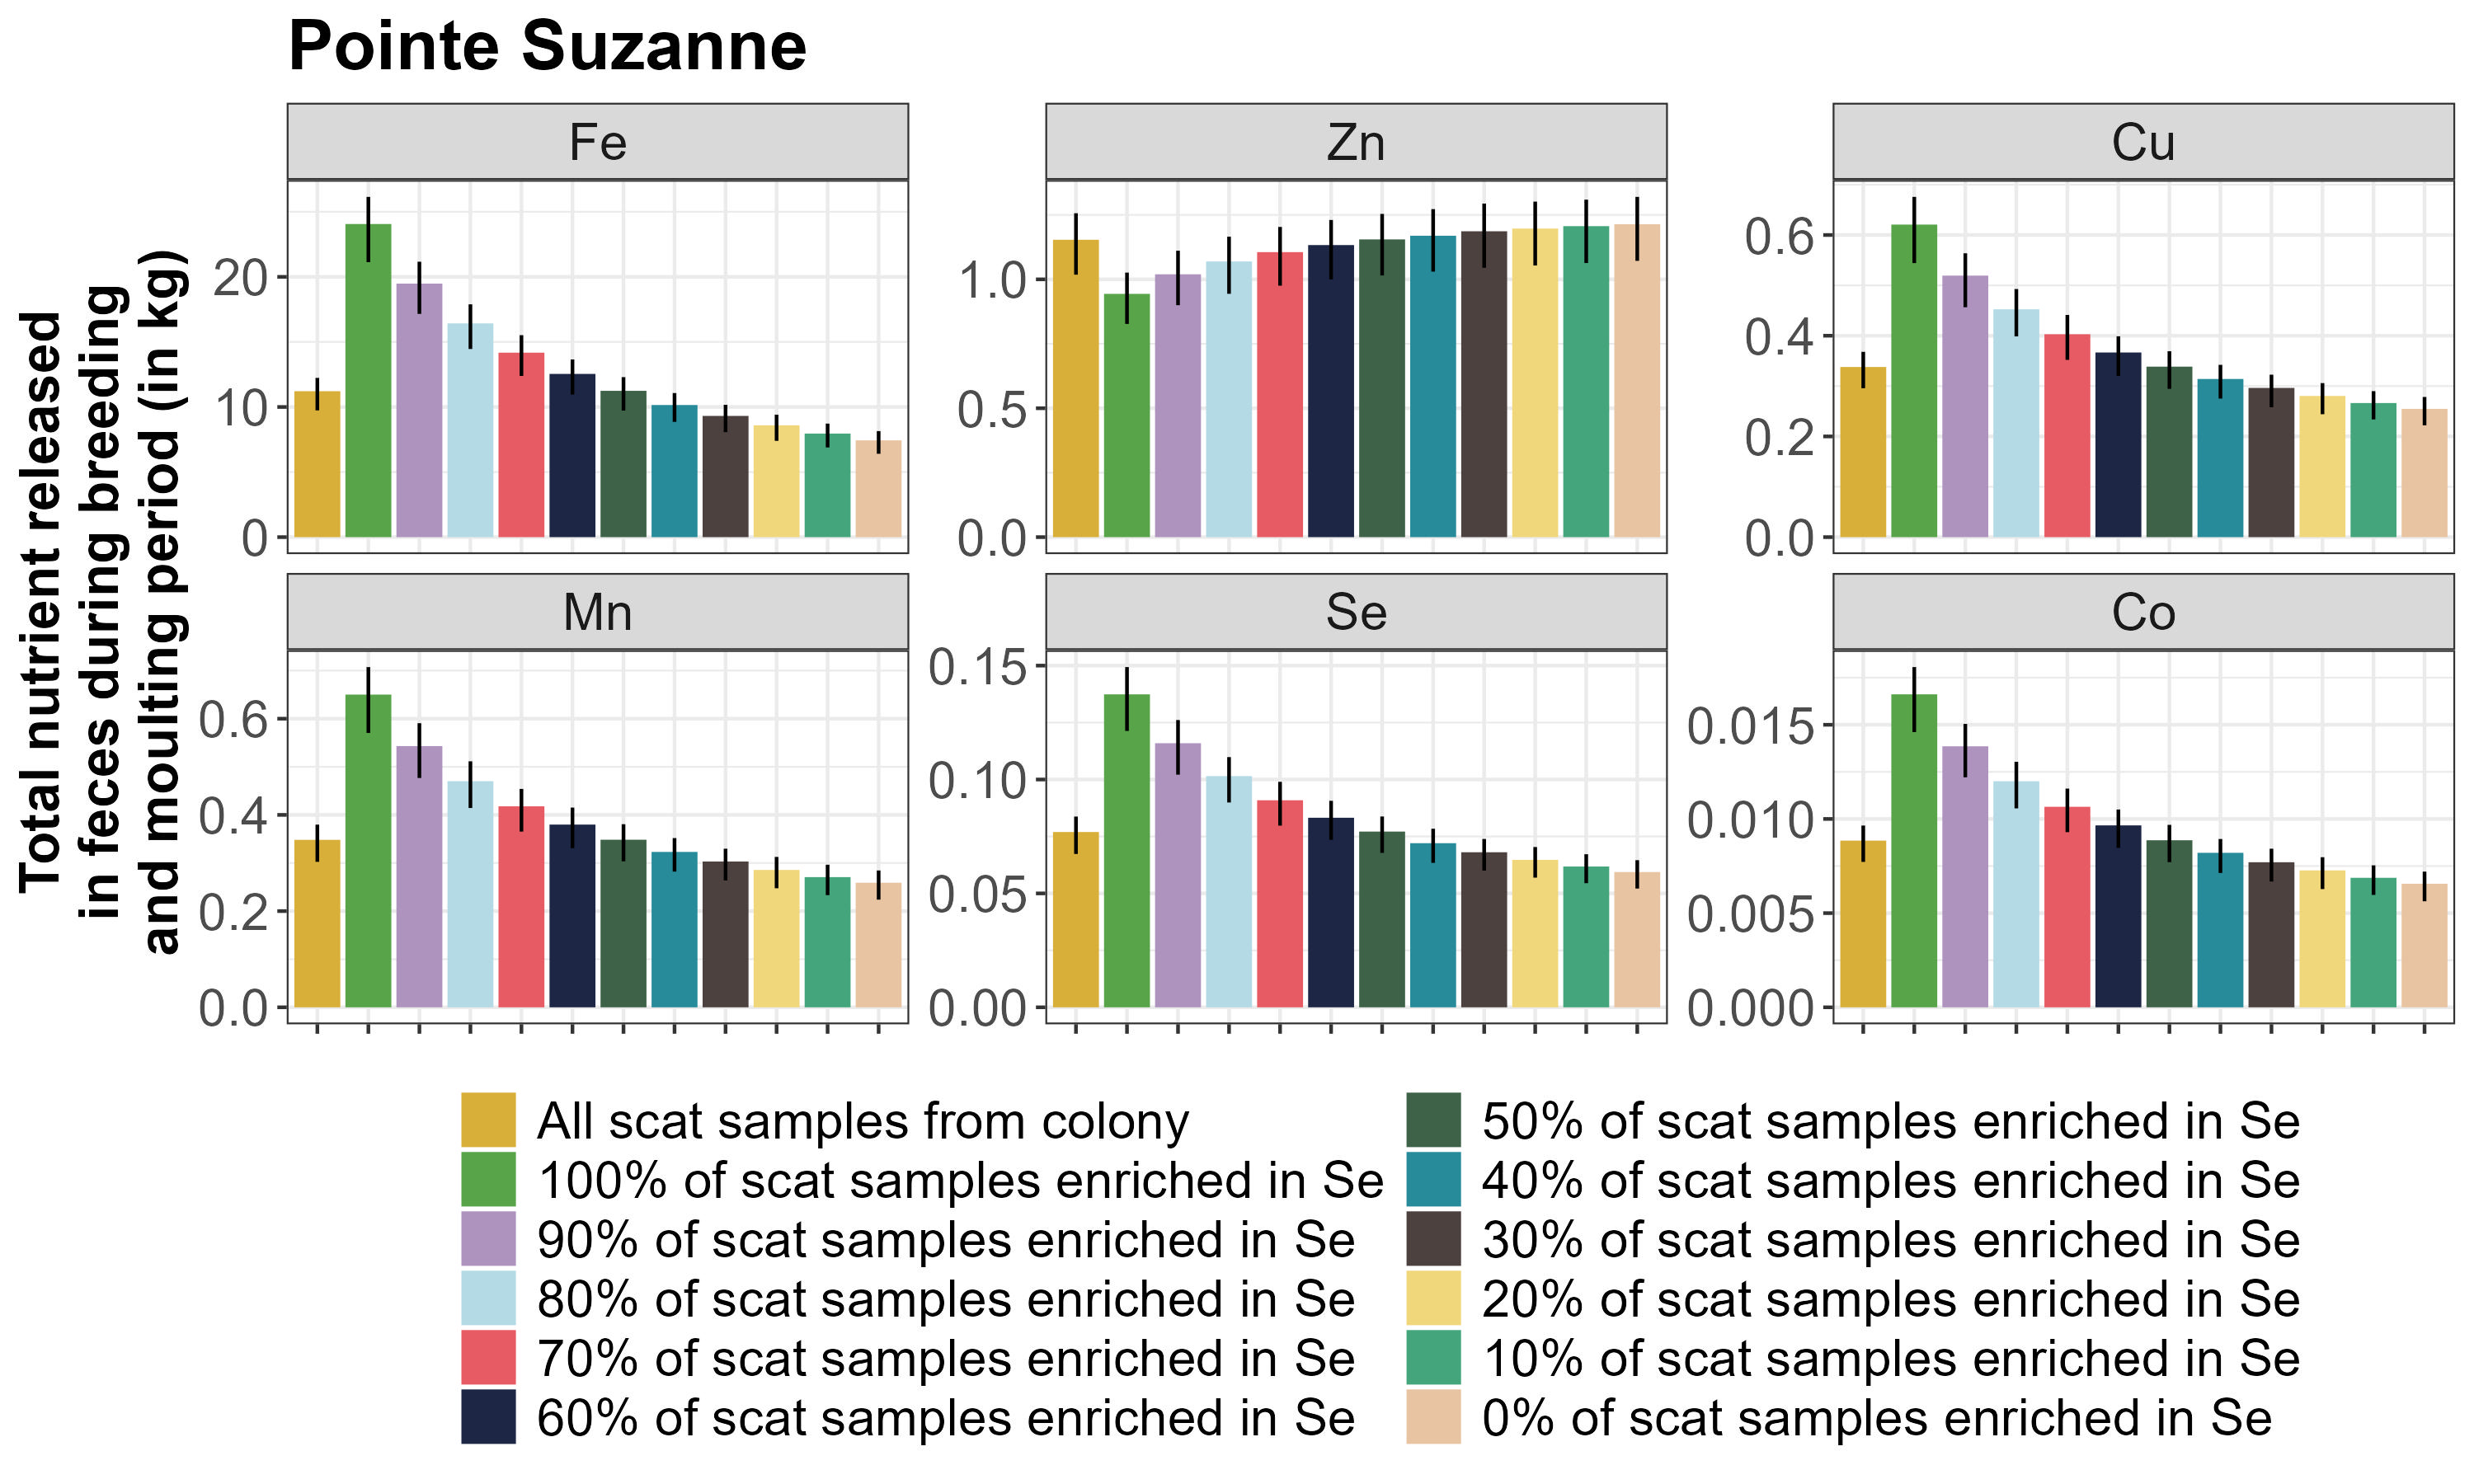 Pointe Suzanne
Total nutrient released
in feces during breeding
and moulting period (in kg)
Fe
20
10
0
Zn
1.0
0.5
0.0
Cu
0.6
0.4
0.2
0.0
Mn
0.6
0.4
0.2
0.0
Se
0.15
0.10
0.05
0.00
Co
0.015
0.010
0.005
0.000
All scat samples from colony
100% of scat samples enriched in Se
90% of scat samples enriched in Se
80% of scat samples enriched in Se
70% of scat samples enriched in Se
60% of scat samples enriched in Se
50% of scat samples enriched in Se
40% of scat samples enriched in Se
30% of scat samples enriched in Se
20% of scat samples enriched in Se
10% of scat samples enriched in Se
0% of scat samples enriched in Se